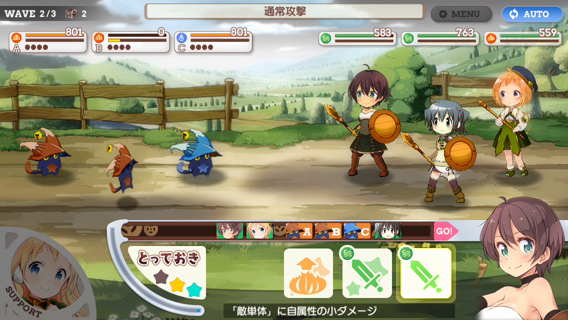 WAVE 2/3 2
通常攻撃
MENU
AUTO
801 0 801 583 763 559
A B C
A B C GO!
とっておき
SUPPORT
「敵単体」に自属性の小ダメージ